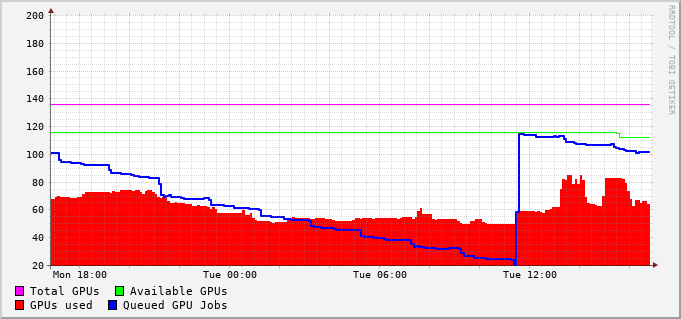 200
180
160
140
120
100
80
60
40
20
Mon 18:00 Tue 00:00 Tue 06:00 Tue 12:00
Total GPUs Available GPUs
GPUs used Queued GPU Jobs
RRDTOOL / TOBI OETIKER